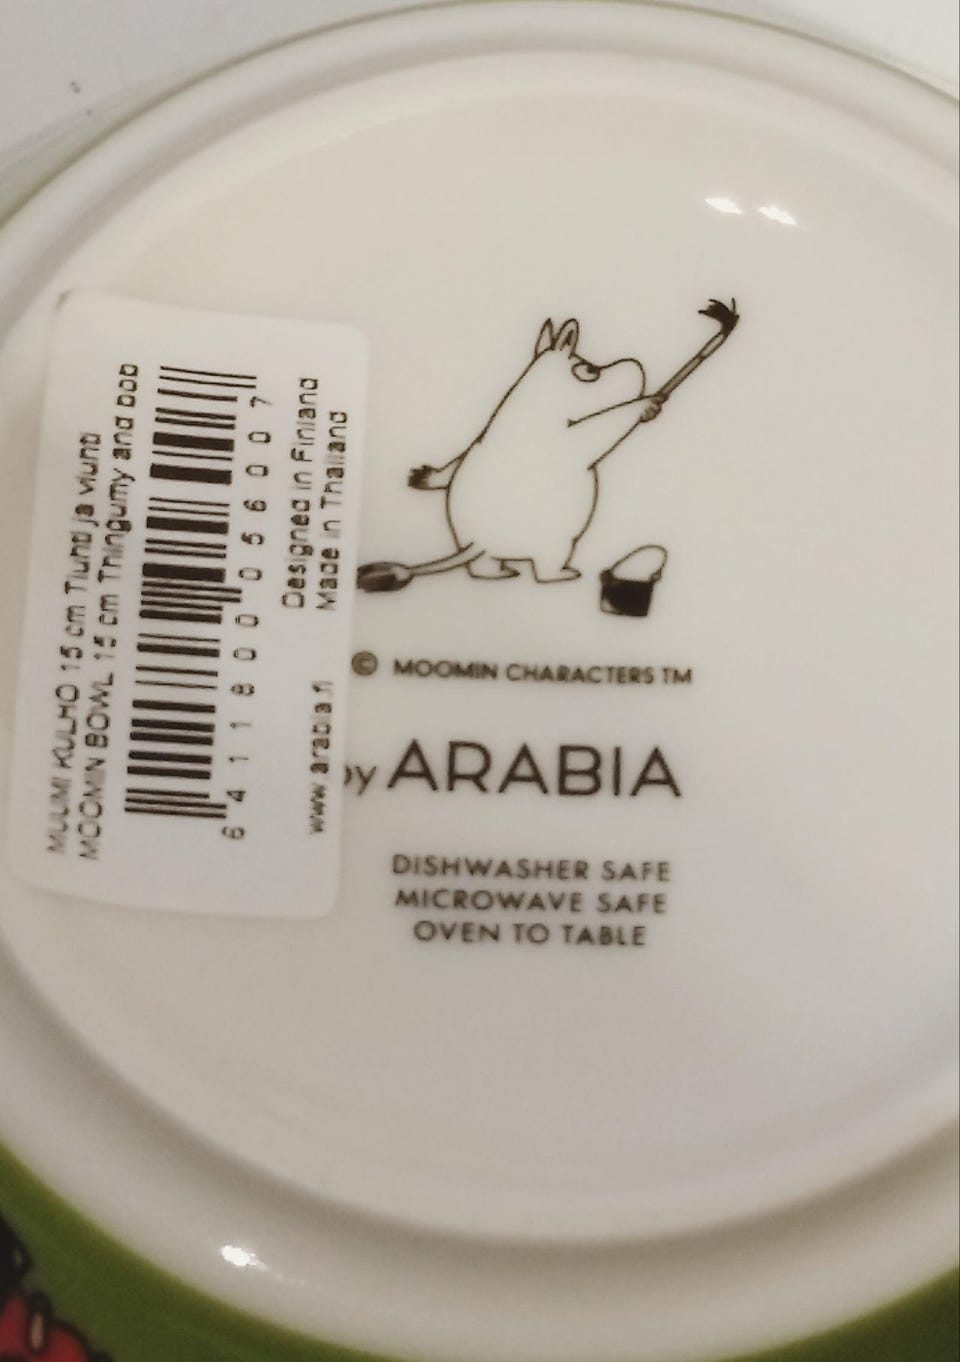 MUUMI KULHO 15 cm Tiuhti ja viuhti
MOOMIN BOWL 15 cm Thingumy and bob
6 411800 056007
Designed in Finland
www.arabia.fi Made in Thailand
© MOOMIN CHARACTERS TM
by ARABIA
DISHWASHER SAFE
MICROWAVE SAFE
OVEN TO TABLE